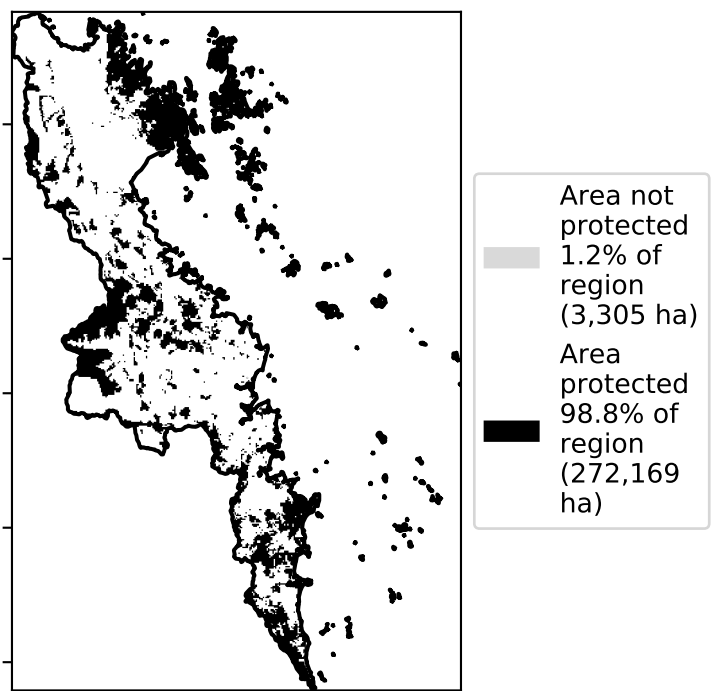 Area not
protected
1.2% of
region
(3,305 ha)
Area
protected
98.8% of
region
(272,169
ha)